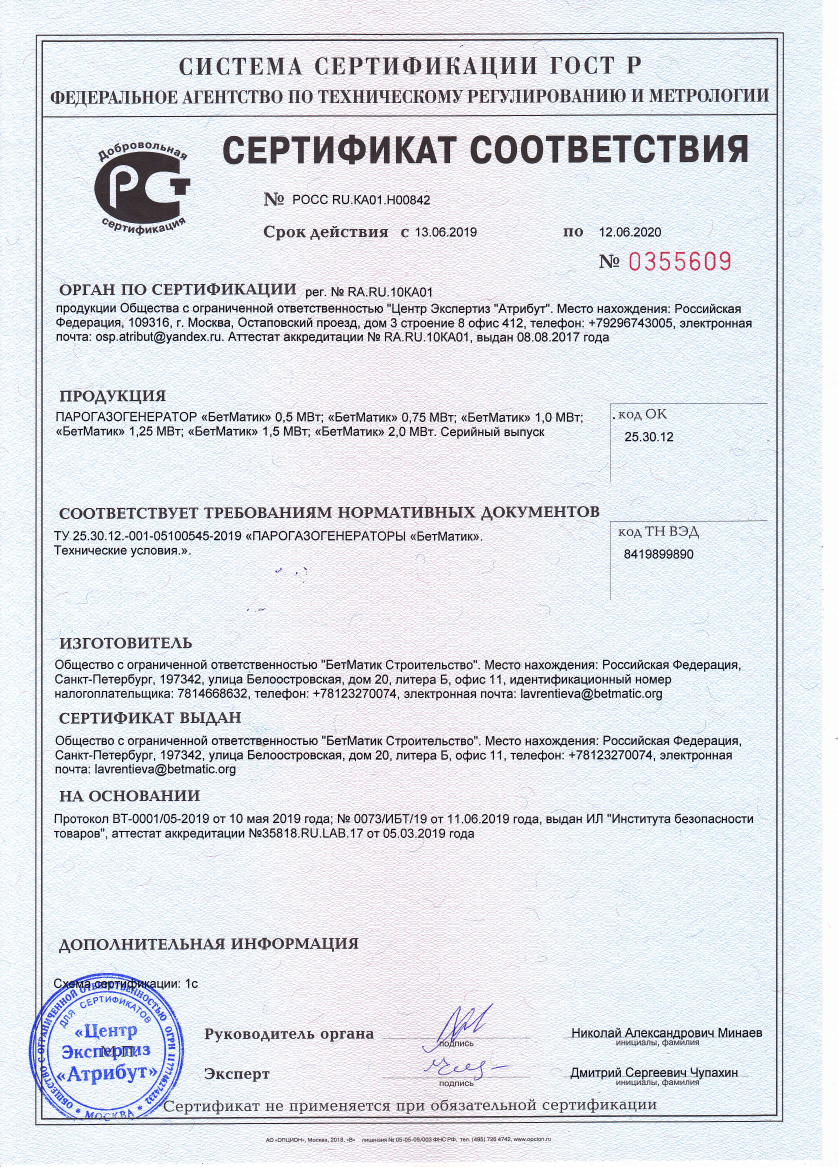 СИСТЕМА СЕРТИФИКАЦИИ ГОСТ Р
ФЕДЕРАЛЬНОЕ АГЕНТСТВО ПО ТЕХНИЧЕСКОМУ РЕГУЛИРОВАНИЮ И МЕТРОЛОГИИ
Добровольная
РСТ
сертификация
СЕРТИФИКАТ СООТВЕТСТВИЯ
№ РОСС RU.КА01.Н00842
Срок действия с 13.06.2019 по 12.06.2020
№ 0355609
ОРГАН ПО СЕРТИФИКАЦИИ рег. № RA.RU.10КА01
продукции Общества с ограниченной ответственностью "Центр Экспертиз "Атрибут". Место нахождения: Российская
Федерация, 109316, г. Москва, Остаповский проезд, дом 3 строение 8 офис 412, телефон: +79296743005, электронная
почта: osp.atribut@yandex.ru. Аттестат аккредитации № RA.RU.10КА01, выдан 08.08.2017 года
ПРОДУКЦИЯ
ПАРОГАЗОГЕНЕРАТОР «БетМатик» 0,5 МВт; «БетМатик» 0,75 МВт; «БетМатик» 1,0 МВт;
«БетМатик» 1,25 МВт; «БетМатик» 1,5 МВт; «БетМатик» 2,0 МВт. Серийный выпуск
код ОК
25.30.12
СООТВЕТСТВУЕТ ТРЕБОВАНИЯМ НОРМАТИВНЫХ ДОКУМЕНТОВ
ТУ 25.30.12.-001-05100545-2019 «ПАРОГАЗОГЕНЕРАТОРЫ «БетМатик».
Технические условия.».
код ТН ВЭД
8419899890
ИЗГОТОВИТЕЛЬ
Общество с ограниченной ответственностью "БетМатик Строительство". Место нахождения: Российская Федерация,
Санкт-Петербург, 197342, улица Белоостровская, дом 20, литера Б, офис 11, идентификационный номер
налогоплательщика: 7814668632, телефон: +78123270074, электронная почта: lavrentieva@betmatic.org
СЕРТИФИКАТ ВЫДАН
Общество с ограниченной ответственностью "БетМатик Строительство". Место нахождения: Российская Федерация,
Санкт-Петербург, 197342, улица Белоостровская, дом 20, литера Б, офис 11, телефон: +78123270074, электронная
почта: lavrentieva@betmatic.org
НА ОСНОВАНИИ
Протокол ВТ-0001/05-2019 от 10 мая 2019 года; № 0073/ИБТ/19 от 11.06.2019 года, выдан ИЛ "Института безопасности
товаров", аттестат аккредитации №35818.RU.LAB.17 от 05.03.2019 года
ДОПОЛНИТЕЛЬНАЯ ИНФОРМАЦИЯ
Схема сертификации: 1с
ОБЩЕСТВО С ОГРАНИЧЕННОЙ ОТВЕТСТВЕННОСТЬЮ ОГРН
ДЛЯ СЕРТИФИКАТОВ
«Центр
Экспертиз
«Атрибут»
М.П.
* МОСКВА *
Руководитель органа
подпись
Николай Александрович Минаев
инициалы, фамилия
Эксперт
подпись
Дмитрий Сергеевич Чупахин
инициалы, фамилия
Сертификат не применяется при обязательной сертификации
АО «ОПЦИОН», Москва, 2018, «В» лицензия № 05-05-09/003 ФНС РФ, тел. (495) 726 4742, www.opcion.ru